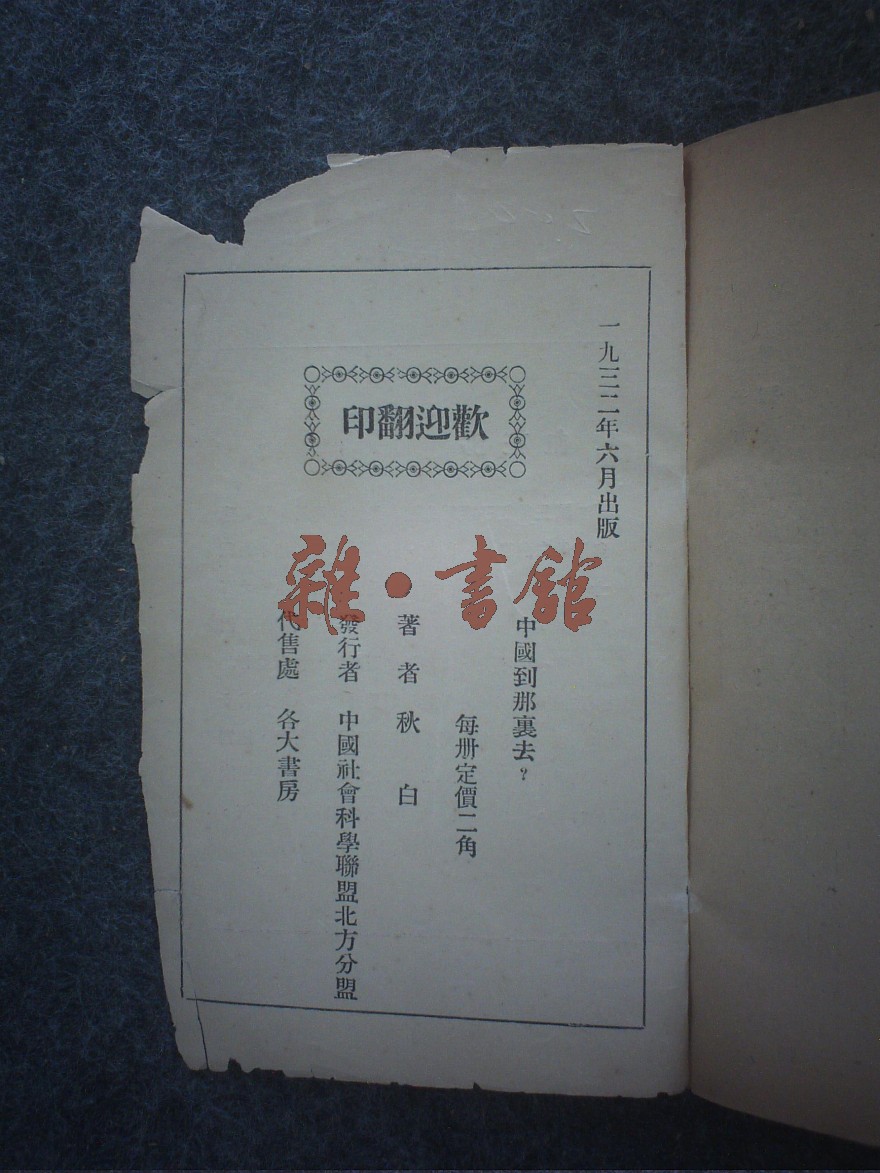 一九三二年六月出版
歡迎翻印
中國到那裏去？
每册定價二角
著者 秋白
發行者 中國社會科學聯盟北方分盟
代售處 各大書房
雜·書館